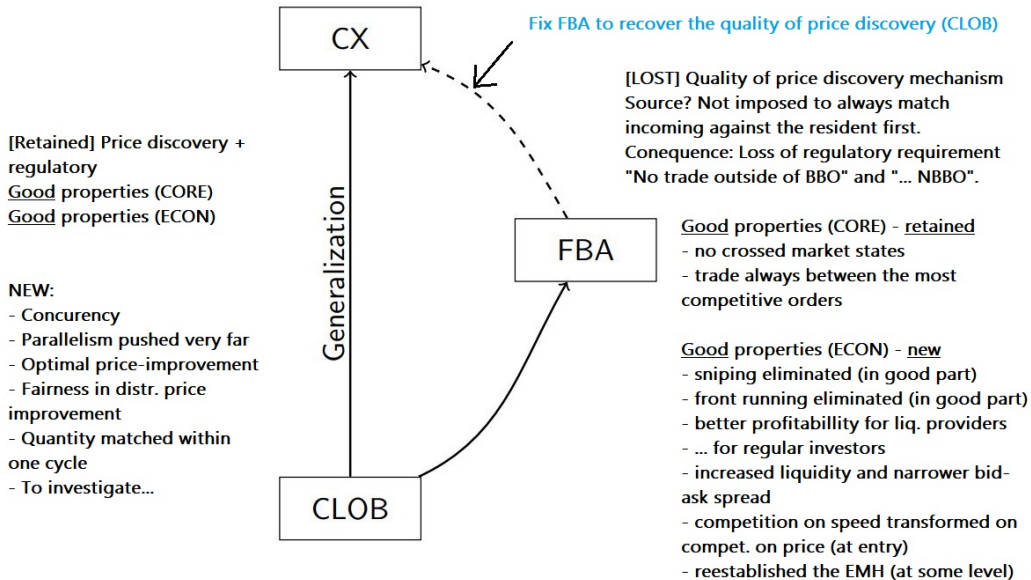 CX
Fix FBA to recover the quality of price discovery (CLOB)
[LOST] Quality of price discovery mechanism
Source? Not imposed to always match
incoming against the resident first.
Conequence: Loss of regulatory requirement
"No trade outside of BBO" and "... NBBO".
[Retained] Price discovery +
regulatory
Good properties (CORE)
Good properties (ECON)
Generalization
FBA
Good properties (CORE) - retained
- no crossed market states
- trade always between the most
competitive orders
NEW:
- Concurency
- Parallelism pushed very far
- Optimal price-improvement
- Fairness in distr. price
improvement
- Quantity matched within
one cycle
- To investigate...
Good properties (ECON) - new
- sniping eliminated (in good part)
- front running eliminated (in good part)
- better profitabillity for liq. providers
- ... for regular investors
- increased liquidity and narrower bid-
ask spread
- competition on speed transformed on
compet. on price (at entry)
- reestablished the EMH (at some level)
CLOB